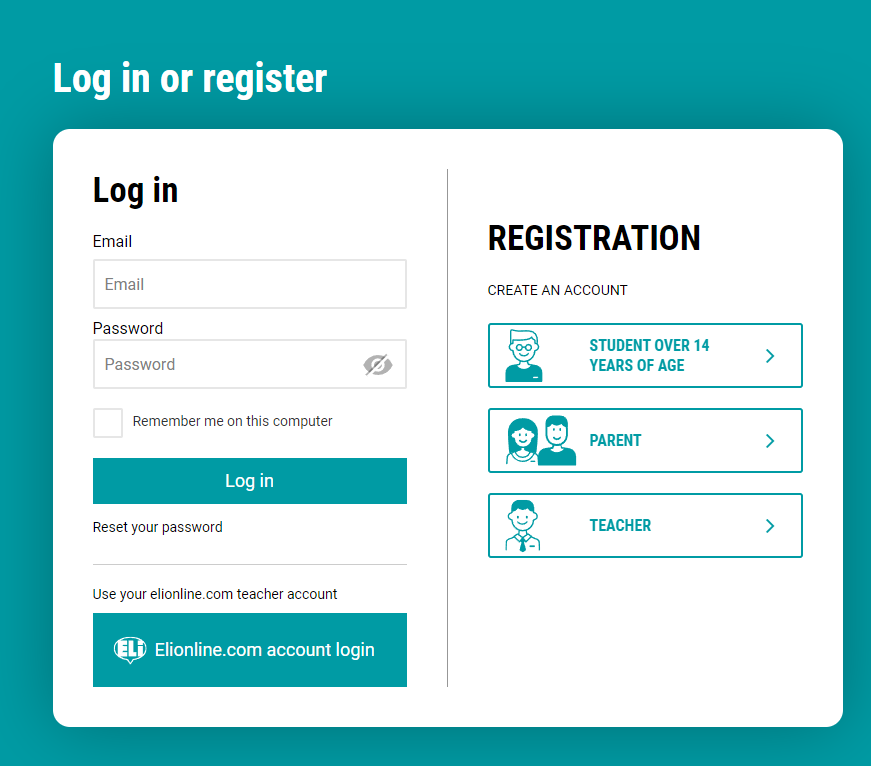 Log in or register
Log in
Email
Email
Password
Password
Remember me on this computer
Log in
Reset your password
Use your elionline.com teacher account
ELi Elionline.com account login
REGISTRATION
CREATE AN ACCOUNT
STUDENT OVER 14
YEARS OF AGE
PARENT
TEACHER